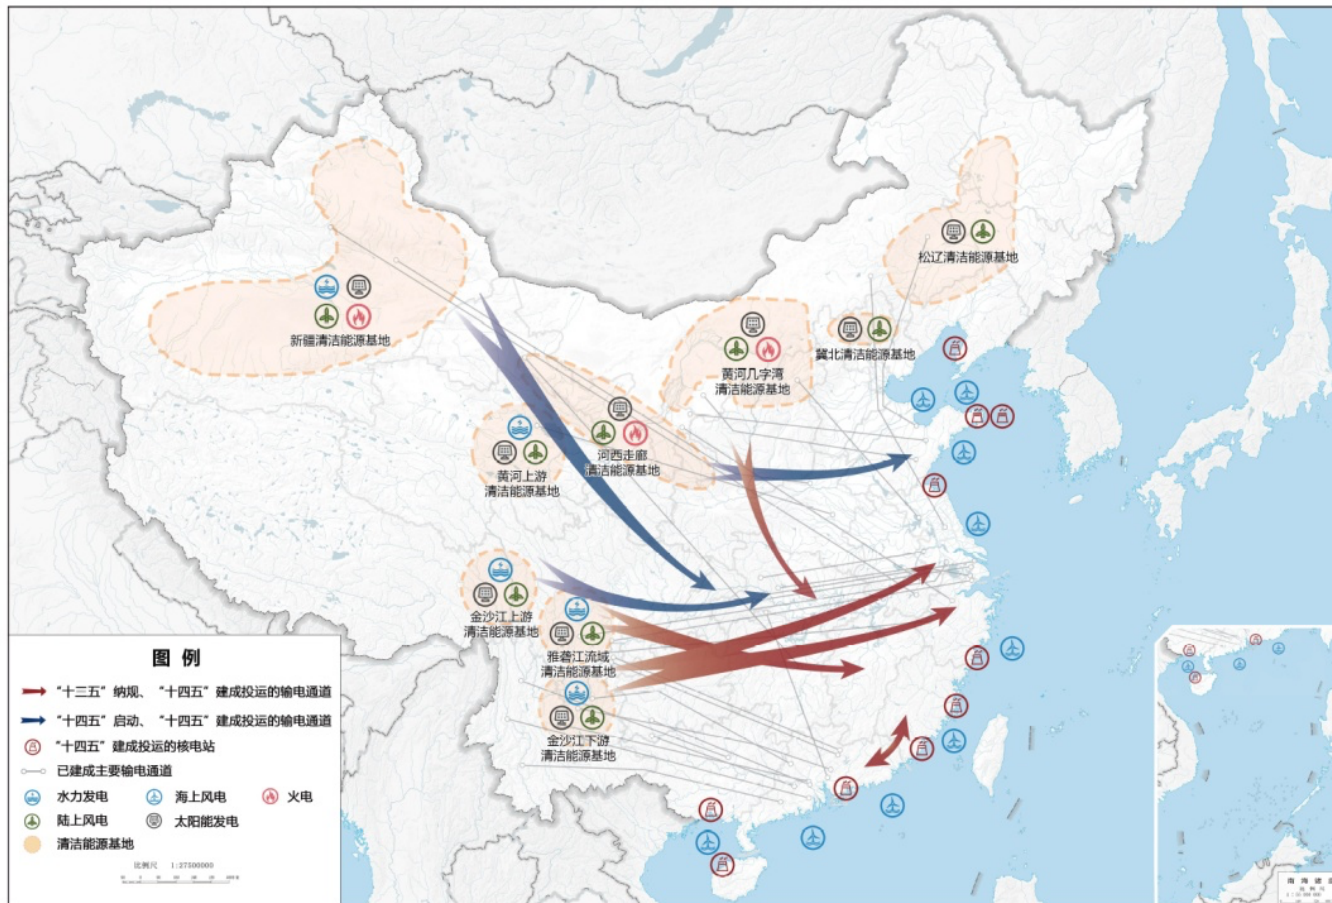 松辽清洁能源基地
新疆清洁能源基地
冀北清洁能源基地
黄河几字湾
清洁能源基地
河西走廊
清洁能源基地
黄河上游
清洁能源基地
金沙江上游
清洁能源基地
雅砻江流域
清洁能源基地
金沙江下游
清洁能源基地
图 例
“十三五”纳规、“十四五”建成投运的输电通道
“十四五”启动、“十四五”建成投运的输电通道
“十四五”建成投运的核电站
已建成主要输电通道
水力发电 海上风电 火电
陆上风电 太阳能发电
清洁能源基地
比例尺 1:27500000